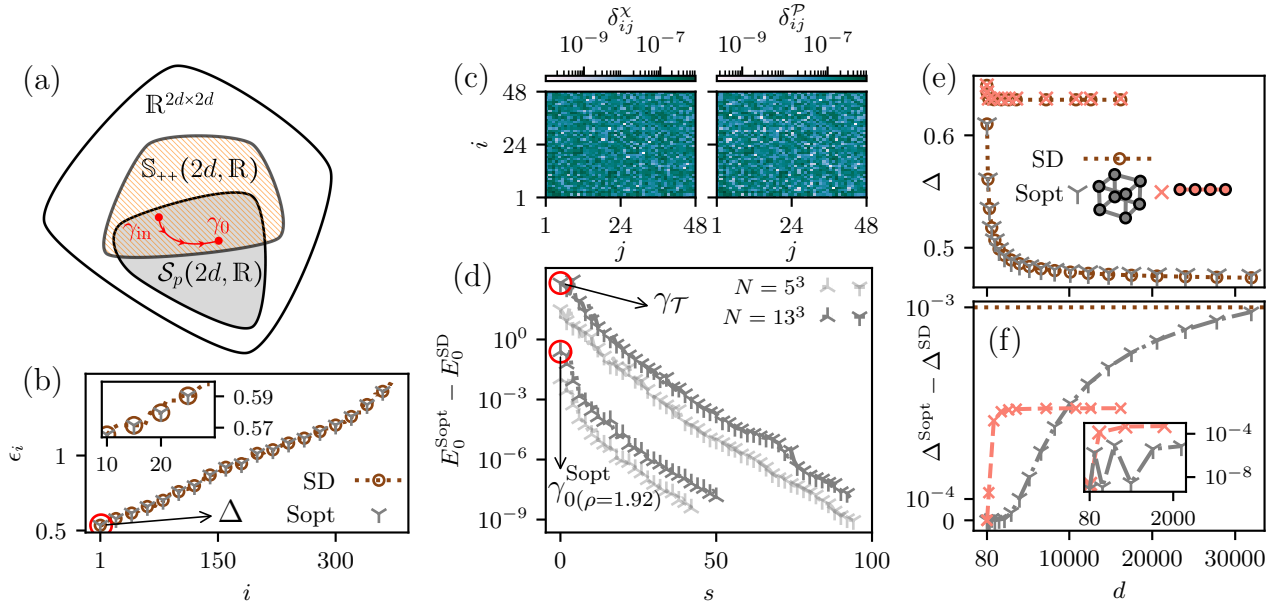 (a)
ℝ^{2d×2d}
𝕊_{++}(2d, ℝ)
γ_in
γ_0
𝒮_p(2d, ℝ)
(b)
ϵ_i
1
0.5
0.59
0.57
10
20
SD
Sopt
Δ
1
150
300
i
(c)
δ^χ_{ij}
10^{-9}
10^{-7}
δ^𝒫_{ij}
10^{-9}
10^{-7}
48
24
1
i
1
24
48
j
1
24
48
j
(d)
E_0^{Sopt} − E_0^{SD}
10^0
10^{-3}
10^{-6}
10^{-9}
γ_𝒯
N = 5^3
N = 13^3
γ^{Sopt}_{0(ρ=1.92)}
0
50
100
s
(e)
Δ
0.6
0.5
SD
Sopt
(f)
Δ^{Sopt} − Δ^{SD}
10^{-3}
10^{-4}
0
10^{-4}
10^{-8}
80
2000
80
10000
20000
30000
d